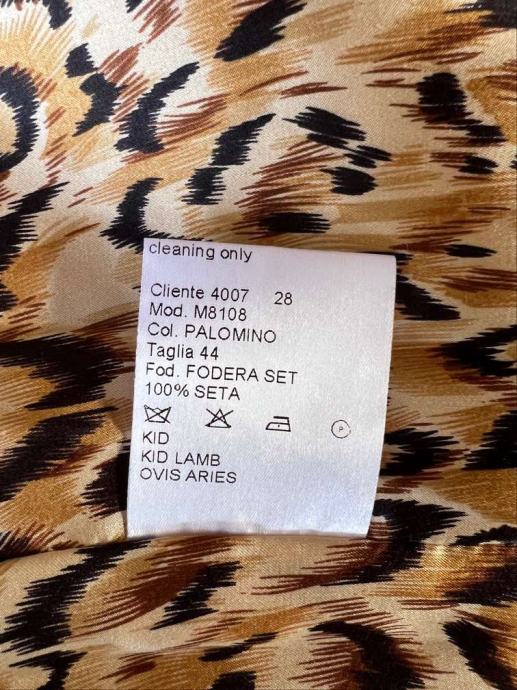 cleaning only
Cliente 4007 28
Mod. M8108
Col. PALOMINO
Taglia 44
Fod. FODERA SET
100% SETA
P
KID
KID LAMB
OVIS ARIES